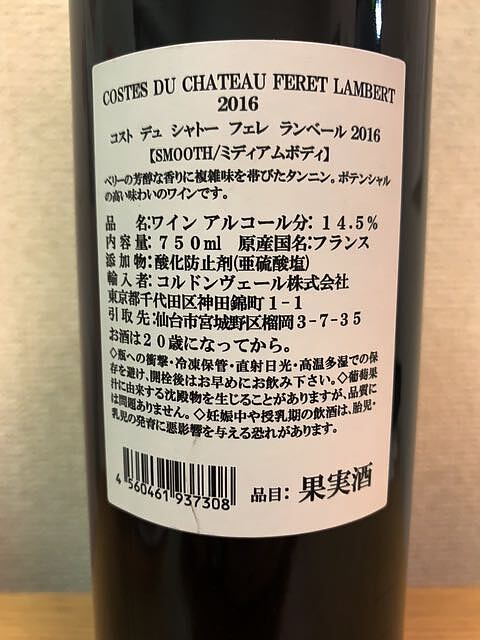 COSTES DU CHATEAU FERET LAMBERT
2016
コスト デュ シャトー フェレ ランベール 2016
【SMOOTH/ミディアムボディ】
ベリーの芳醇な香りに複雑味を帯びたタンニン。ポテンシャル
の高い味わいのワインです。
品　　名:ワイン アルコール分: 14.5%
内 容 量: 750ml 原産国名:フランス
添 加 物: 酸化防止剤(亜硫酸塩)
輸 入 者: コルドンヴェール株式会社
東京都千代田区神田錦町1-1
引 取 先:仙台市宮城野区榴岡3-7-35
お酒は20歳になってから。
◇瓶への衝撃・冷凍保管・直射日光・高温多湿での保
存を避け、開栓後はお早めにお飲み下さい。◇葡萄果
汁に由来する沈殿物を生じることがありますが、品質に
は問題ありません。◇妊娠中や授乳期の飲酒は、胎児・
乳児の発育に悪影響を与える恐れがあります。
4 560461 937308
品目: 果実酒